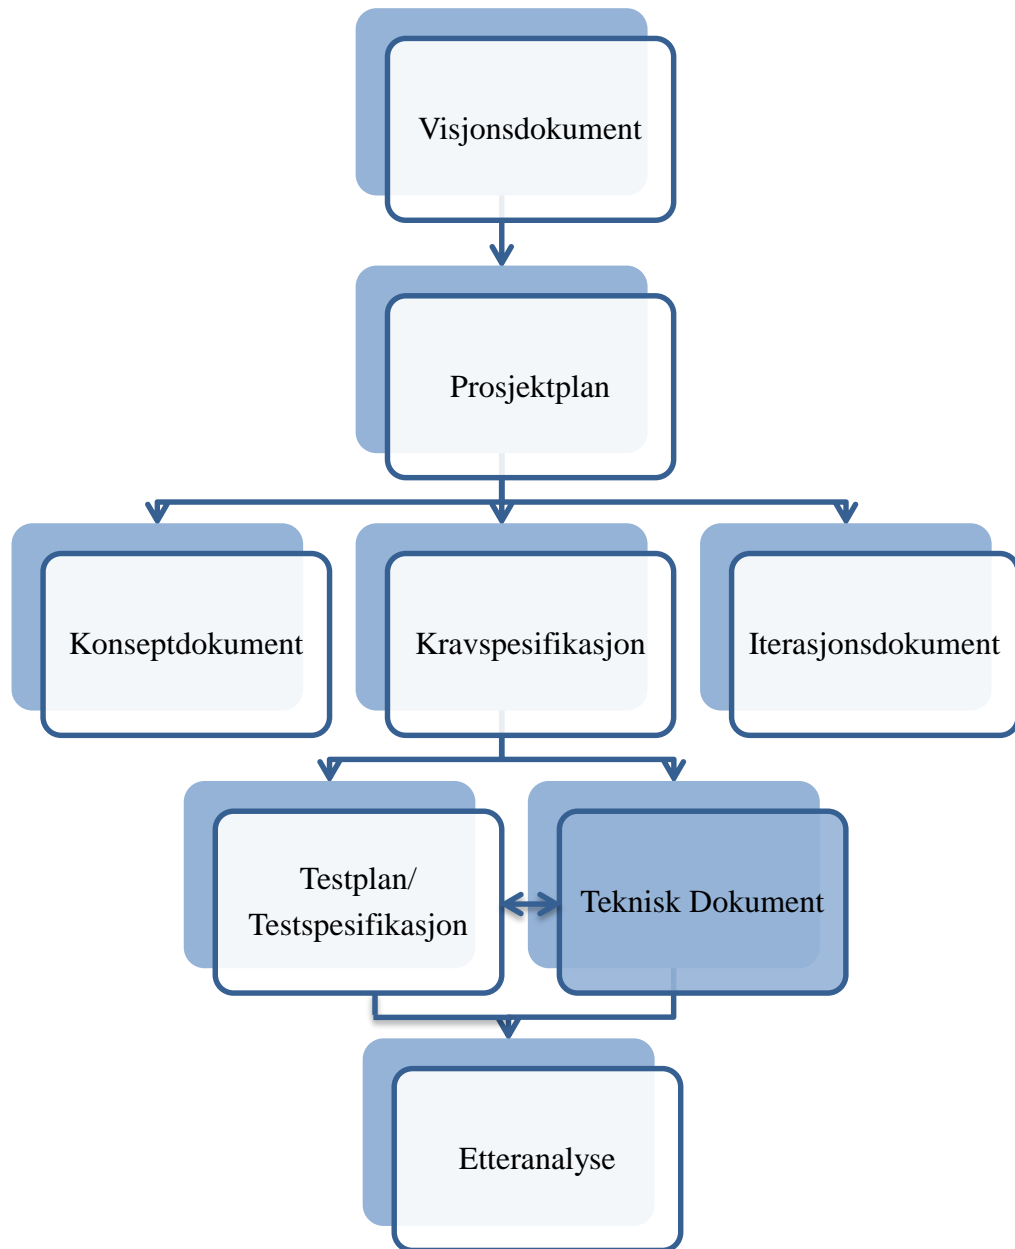 Visjonsdokument
Prosjektplan
Konseptdokument
Kravspesifikasjon
Iterasjonsdokument
Testplan/
Testspesifikasjon
Teknisk Dokument
Etteranalyse